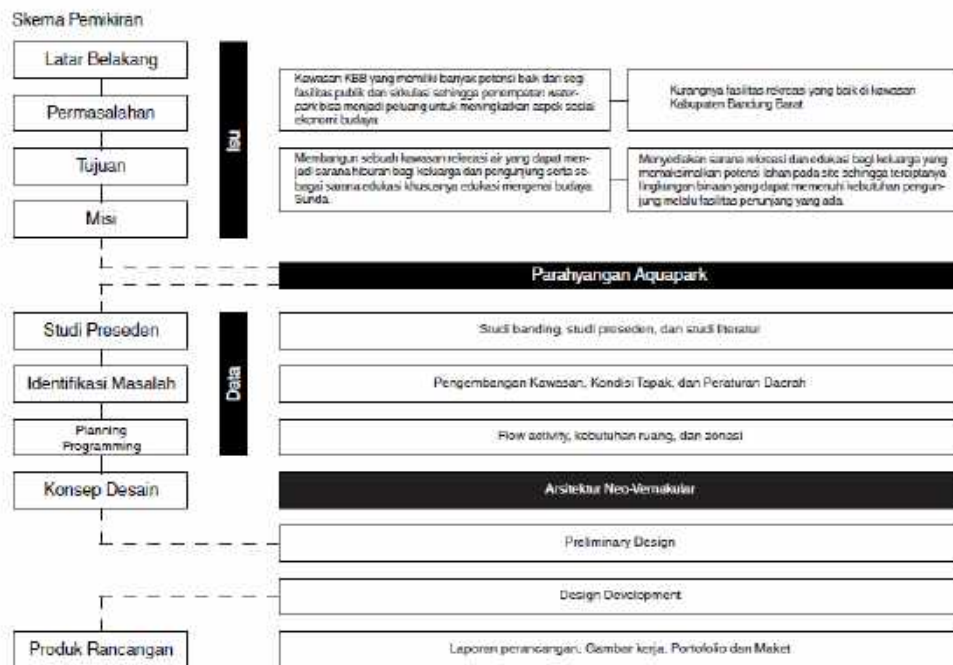 Skema Pemikiran
Latar Belakang
Permasalahan
Tujuan
Misi
Isu
Kawasan KBB yang memiliki banyak potensi baik dari segi
fasilitas publik dan sirkulasi sehingga penempatan water-
park bisa menjadi peluang untuk meningkatkan aspek sosial
ekonomi budaya
Kurangnya fasilitas rekreasi yang baik di kawasan
Kabupaten Bandung Barat
Membangun sebuah kawasan rekreasi air yang dapat men-
jadi sarana hiburan bagi keluarga dan pengunjung serta se-
bagai sarana edukasi khususnya edukasi mengenai budaya
Sunda.
Menyediakan sarana rekreasi dan edukasi bagi keluarga yang
memaksimalkan potensi lahan pada site sehingga terciptanya
lingkungan binaan yang dapat memenuhi kebutuhan pengun-
jung melalui fasilitas penunjang yang ada.
Parahyangan Aquapark
Studi Preseden
Identifikasi Masalah
Planning
Programming
Data
Studi banding, studi preseden, dan studi literatur
Pengembangan Kawasan, Kondisi Tapak, dan Peraturan Daerah
Flow activity, kebutuhan ruang, dan zonasi
Konsep Desain
Arsitektur Neo-Vernakular
Preliminary Design
Design Development
Produk Rancangan
Laporan perancangan, Gambar kerja, Portofolio dan Maket